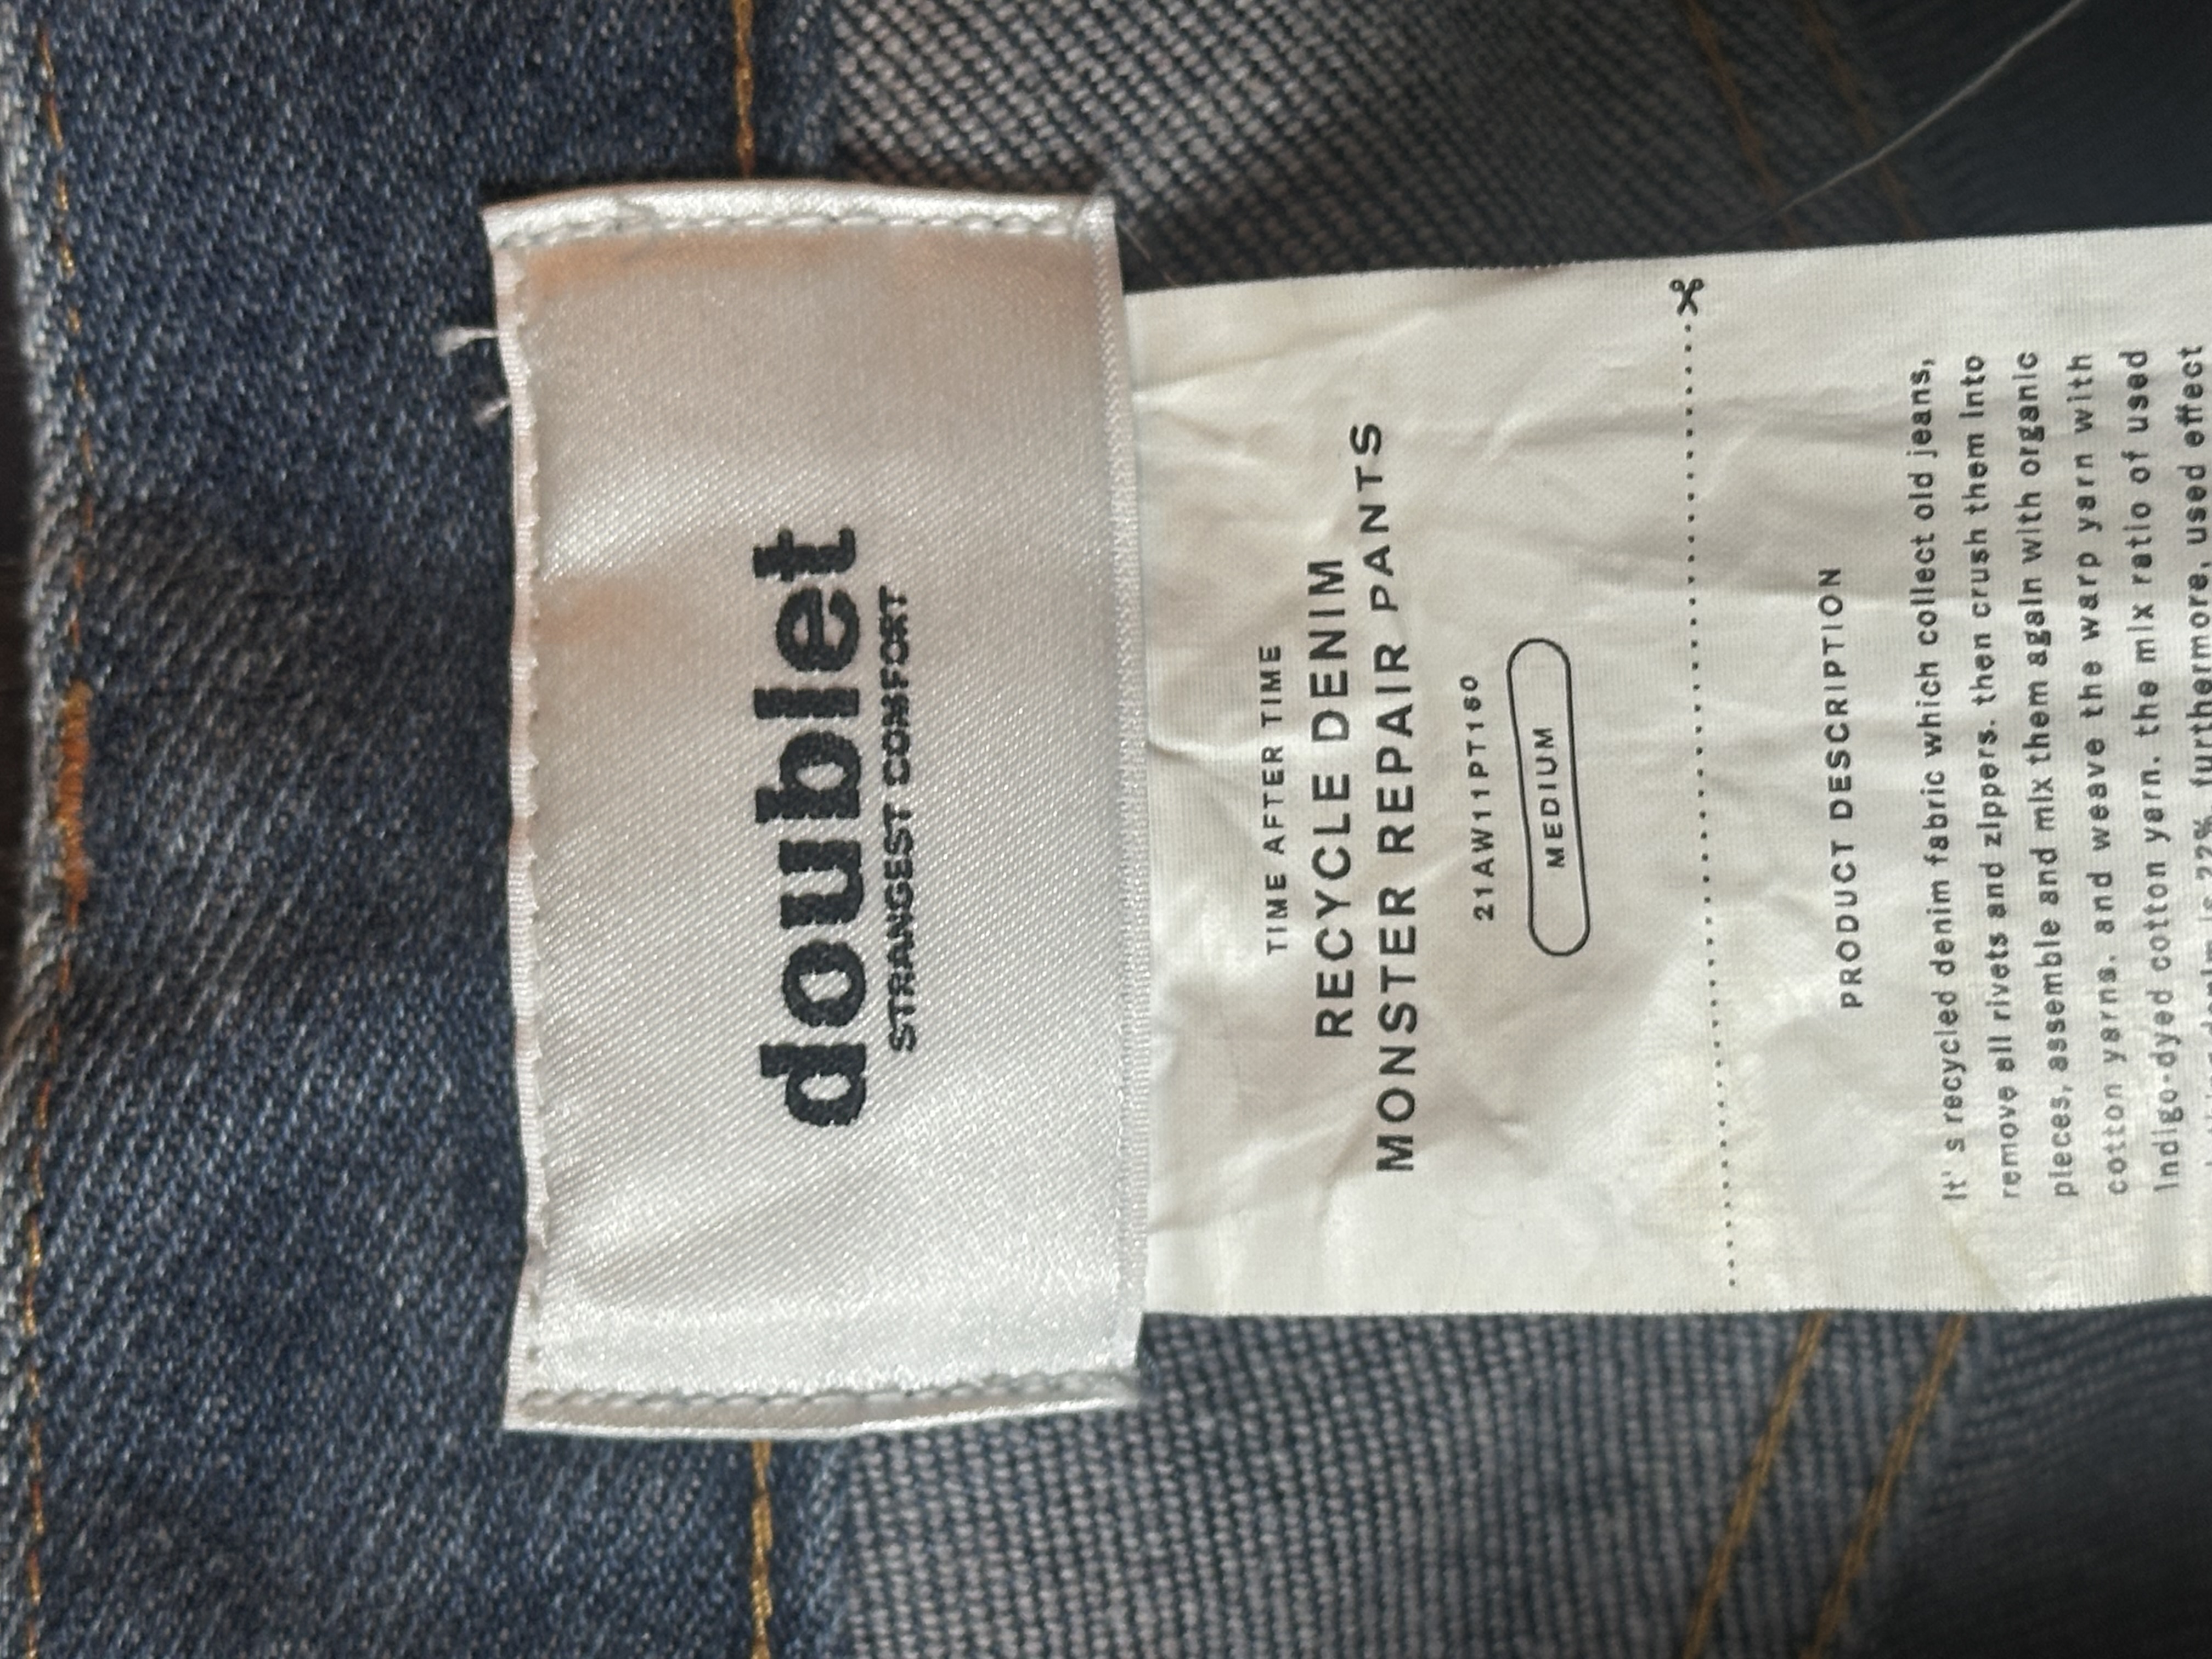 doublet
STRANGEST COMFORT
TIME AFTER TIME
RECYCLE DENIM
MONSTER REPAIR PANTS
21AW11PT160
MEDIUM
PRODUCT DESCRIPTION
It's recycled denim fabric which collect old jeans,
remove all rivets and zippers. then crush them into
pieces, assemble and mix them again with organic
cotton yarns. and weave the warp yarn with
indigo-dyed cotton yarn. the mix ratio of used
22% furthermore, used effect